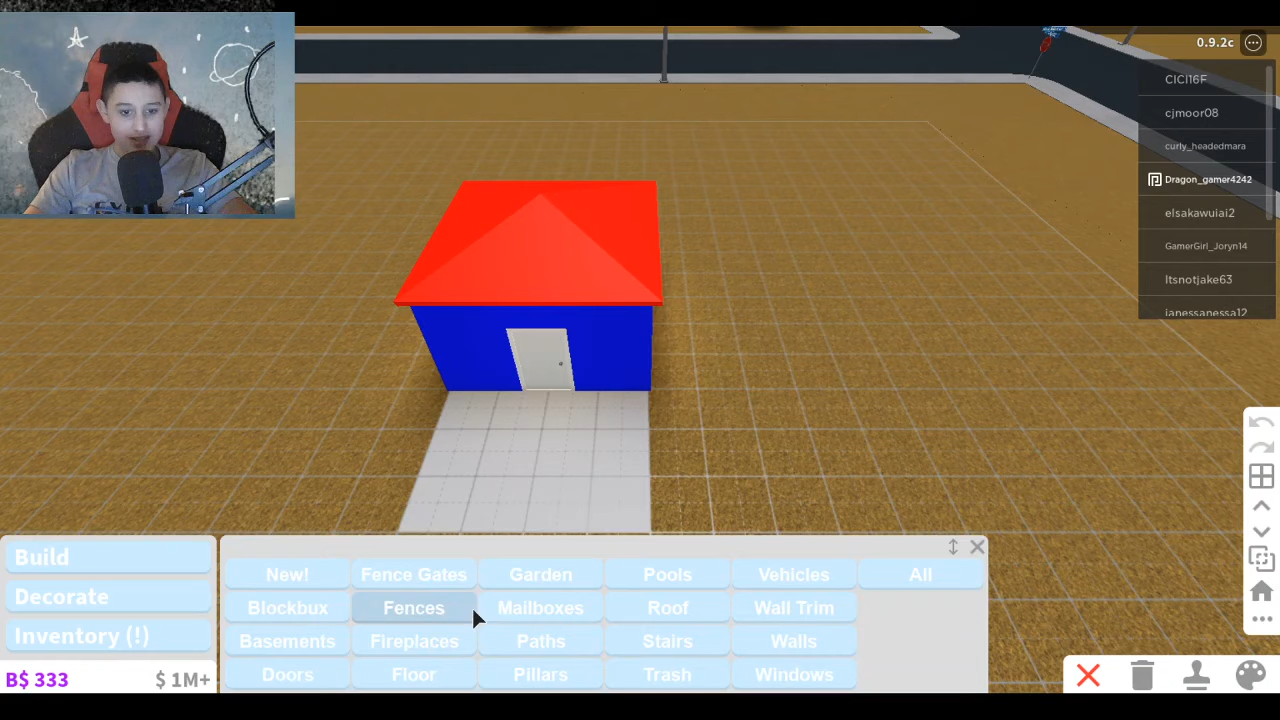 0.9.2c
CICI16F
cjmoor08
curly_headedmara
Dragon_gamer4242
elsakawuiai2
GamerGirl_Joryn14
Itsnotjake63
janessanessa12
Build
Decorate
Inventory (!)
B$ 333
$ 1M+
New!
Fence Gates
Garden
Pools
Vehicles
All
Blockbux
Fences
Mailboxes
Roof
Wall Trim
Basements
Fireplaces
Paths
Stairs
Walls
Doors
Floor
Pillars
Trash
Windows